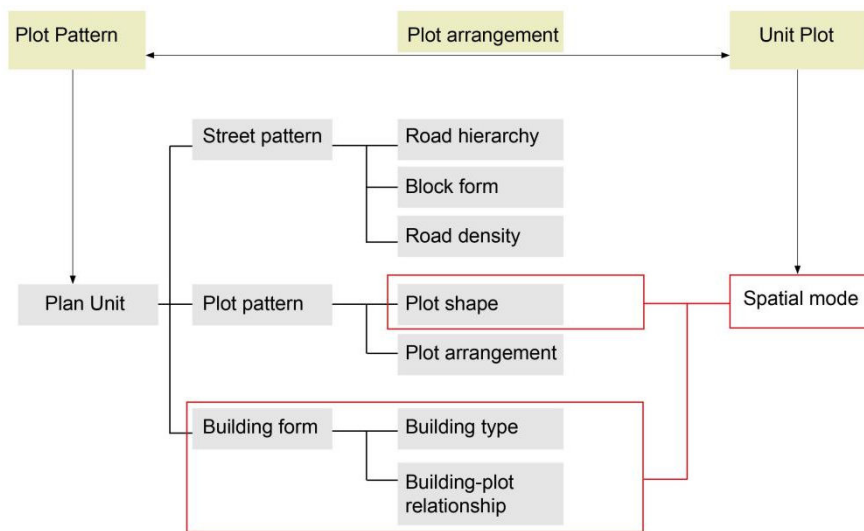 Plot Pattern
Plot arrangement
Unit Plot
Street pattern
Road hierarchy
Block form
Road density
Plan Unit
Plot pattern
Plot shape
Spatial mode
Plot arrangement
Building form
Building type
Building-plot
relationship